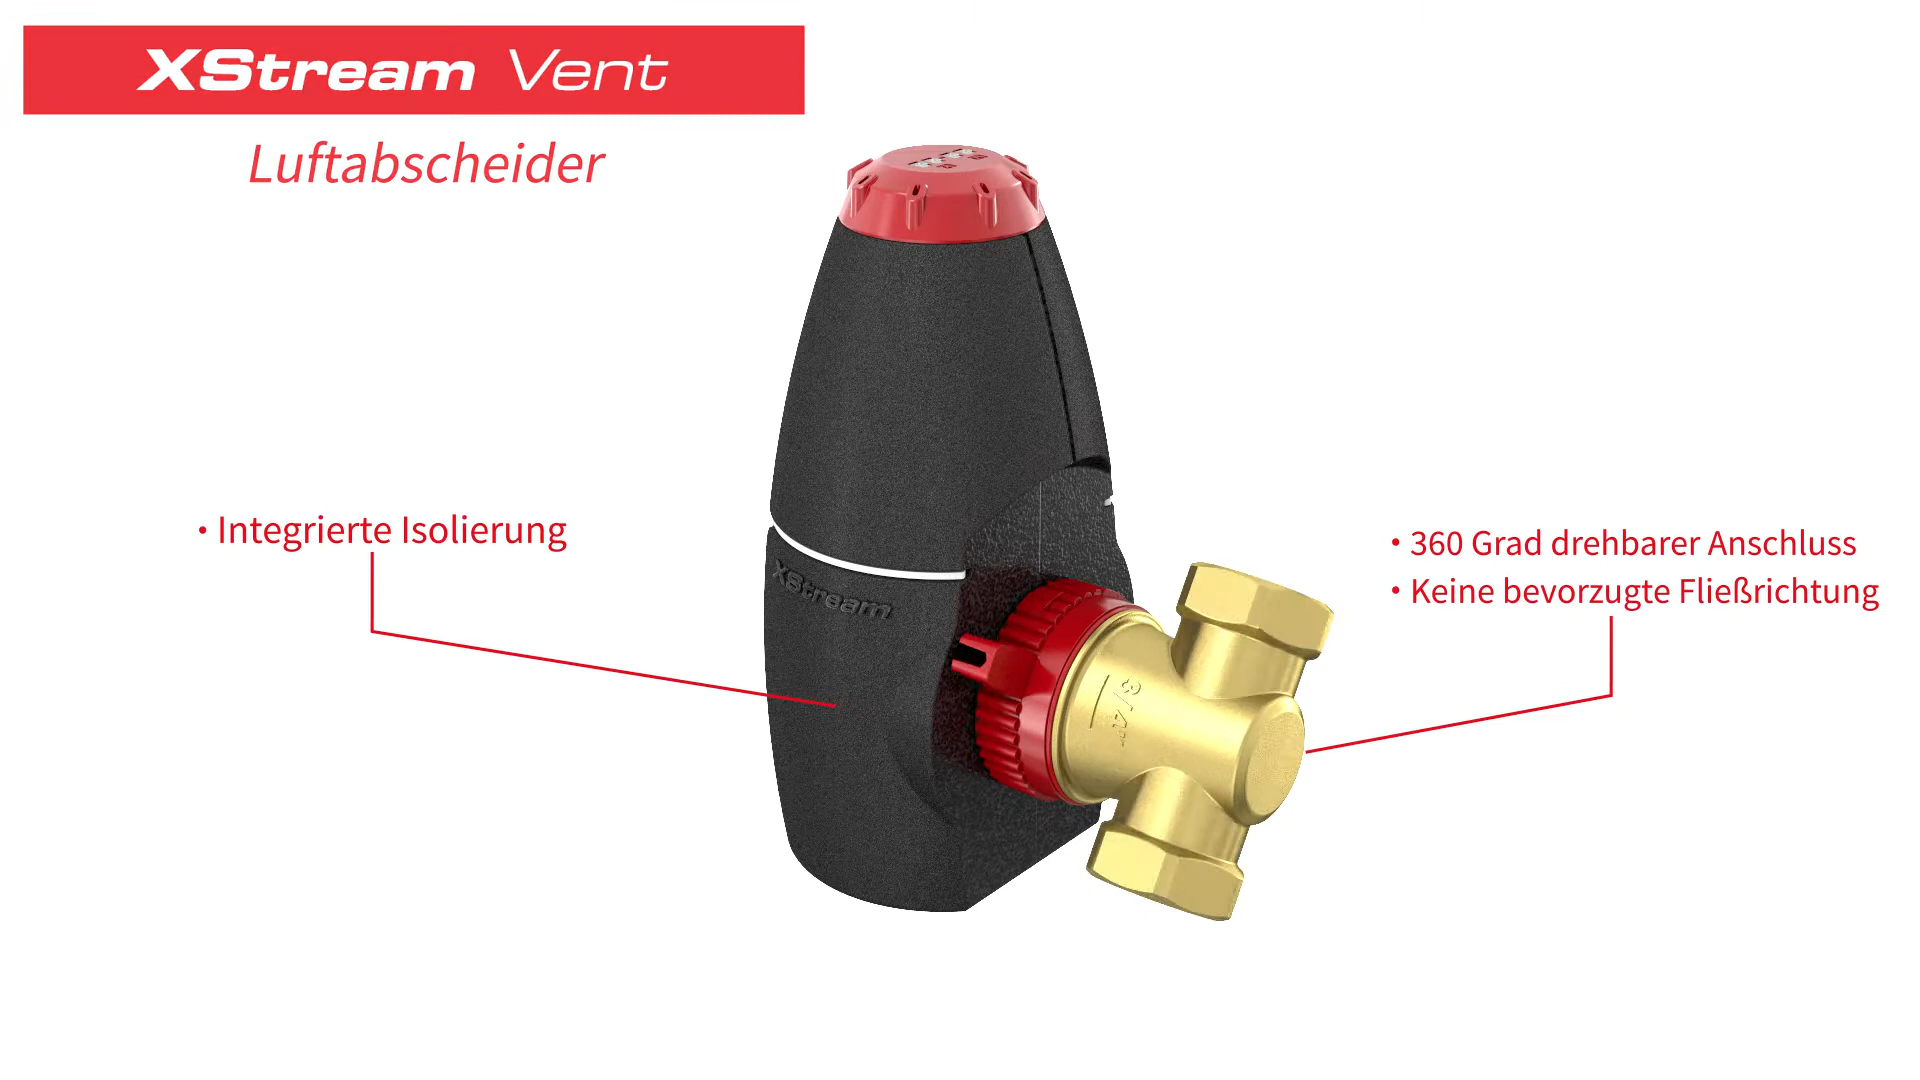 XStream Vent
Luftabscheider
• Integrierte Isolierung
• 360 Grad drehbarer Anschluss
• Keine bevorzugte Fließrichtung
XStream
3/4"